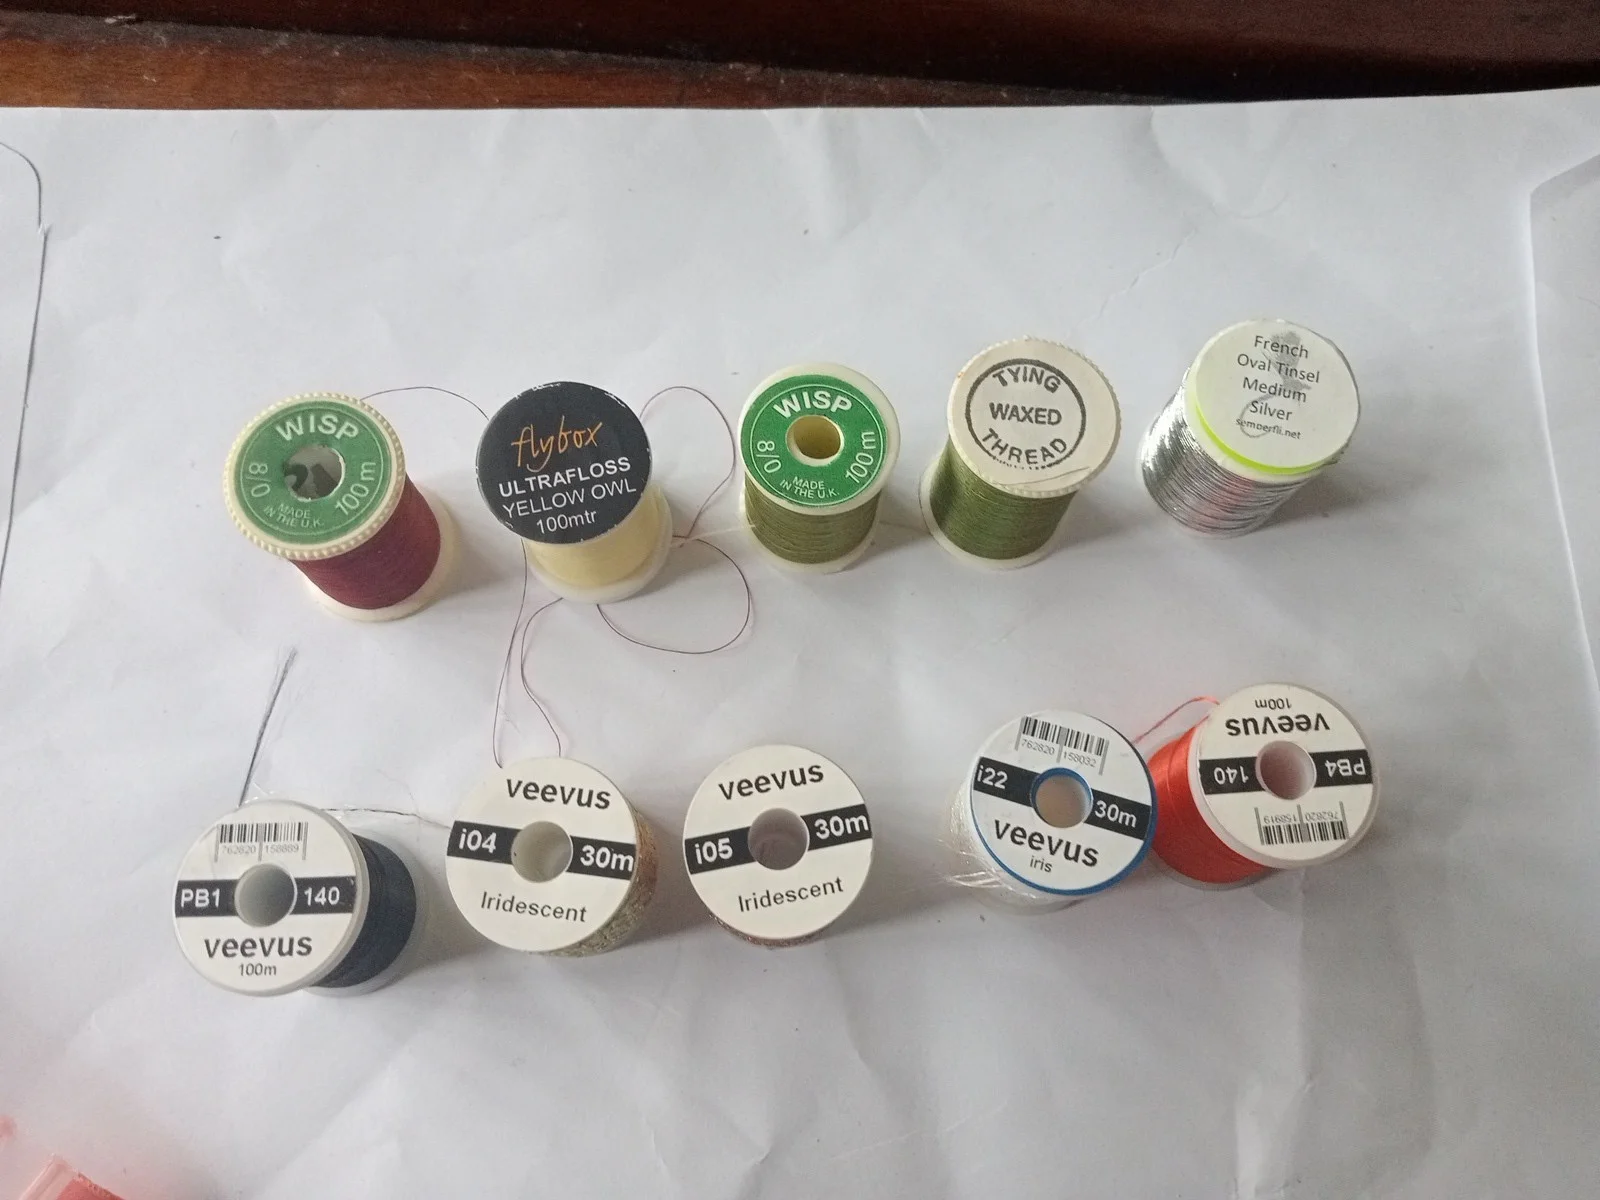 WISP
8/0
100m
MADE
IN THE U.K.
flybox
ULTRAFLOSS
YELLOW OWL
100mtr
WISP
8/0
100m
MADE
IN THE U.K.
TYING
WAXED
THREAD
French
Oval Tinsel
Medium
Silver
semperfli.net
762820 158889
PB1 140
veevus
100m
veevus
i04 30m
Iridescent
veevus
i05 30m
Iridescent
762820 158032
i22 30m
veevus
iris
veevus
100m
PB4 140
762820 158919